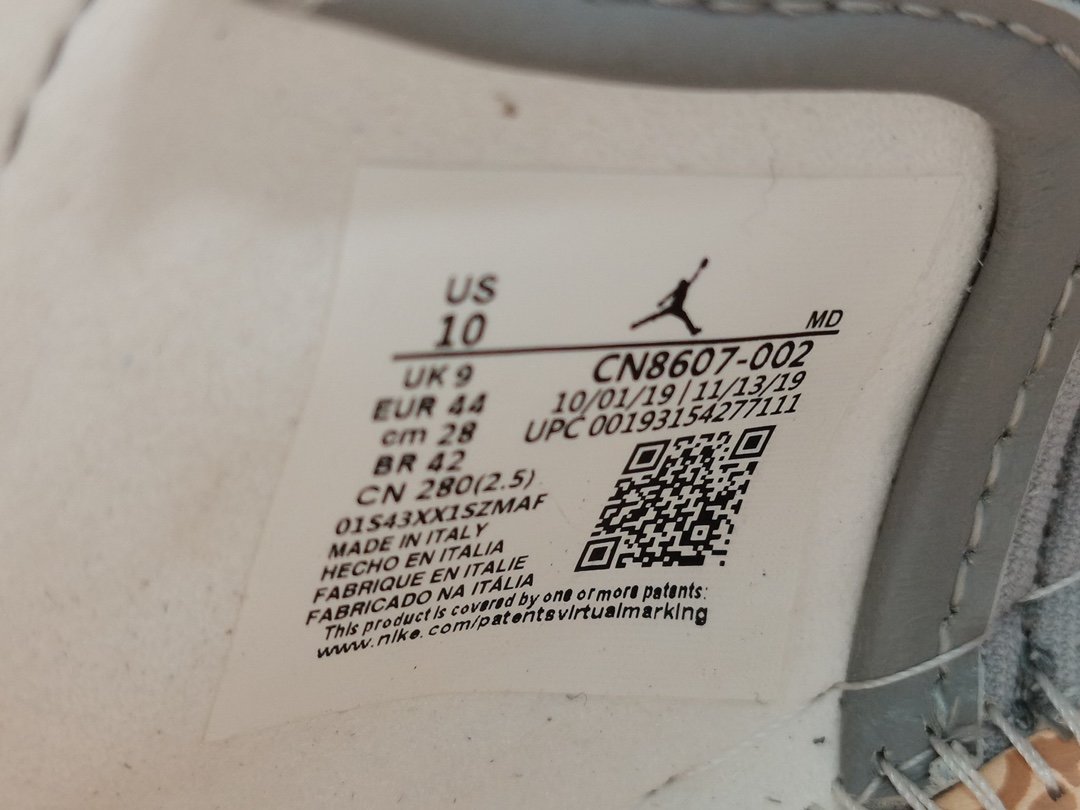 US
10
MD
UK 9
EUR 44
cm 28
BR 42
CN 280(2.5)
01S43XX1SZMAF
MADE IN ITALY
HECHO EN ITALIA
FABRIQUE EN ITALIE
FABRICADO NA ITÁLIA
CN8607-002
10/01/19 | 11/13/19
UPC 00193154277111
This product is covered by one or more patents:
www.nike.com/patentsvirtualmarking